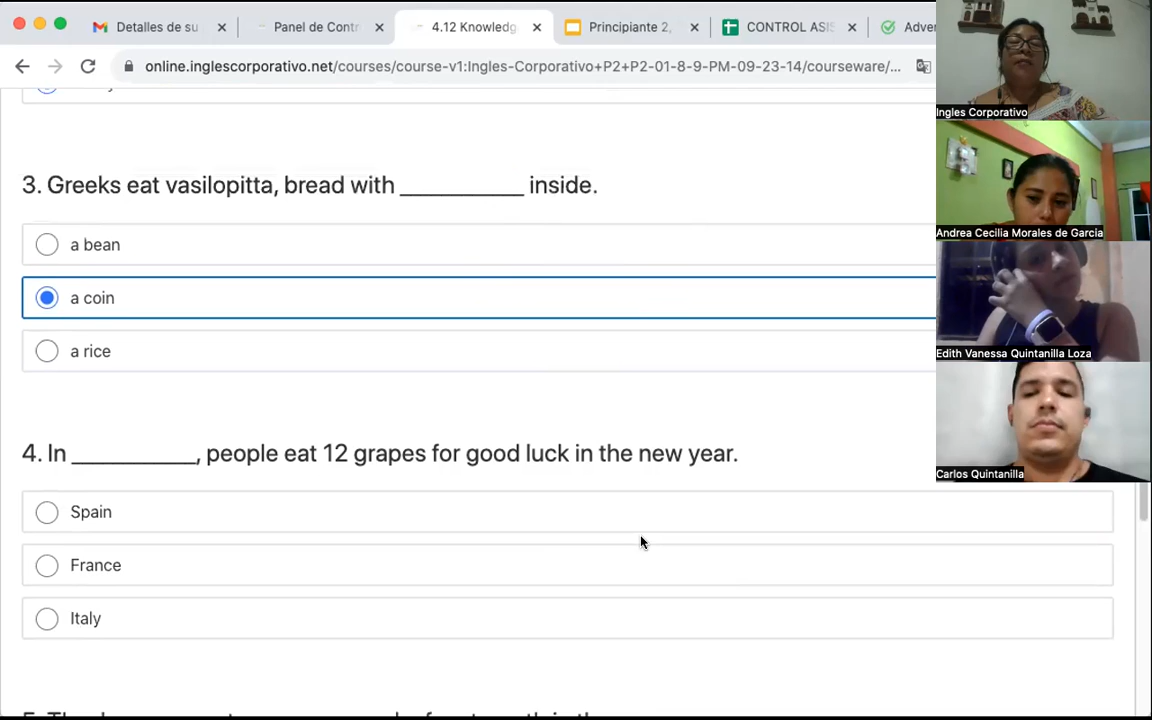 Detalles de su
Panel de Contr
4.12 Knowledg
Principiante 2,
CONTROL ASIS
Adver
online.inglescorporativo.net/courses/course-v1:Ingles-Corporativo+P2+P2-01-8-9-PM-09-23-14/courseware/...
Ingles Corporativo
3. Greeks eat vasilopitta, bread with ____________ inside.
a bean
a coin
a rice
Andrea Cecilia Morales de Garcia
Edith Vanessa Quintanilla Loza
Carlos Quintanilla
4. In ____________, people eat 12 grapes for good luck in the new year.
Spain
France
Italy